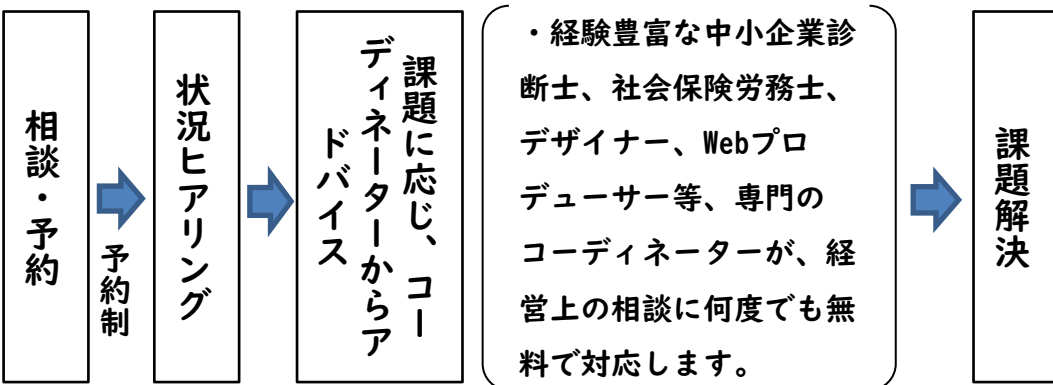 相談・予約
予約制
状況ヒアリング
課題に応じ、コー
ディネーターからア
ドバイス
・経験豊富な中小企業診
断士、社会保険労務士、
デザイナー、Webプロ
デューサー等、専門の
コーディネーターが、経
営上の相談に何度でも無
料で対応します。
課題解決